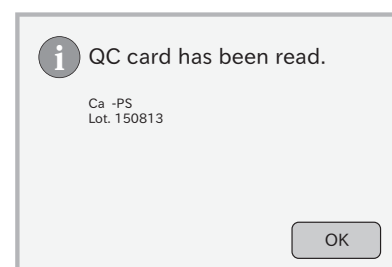 i
QC card has been read.
Ca -PS
Lot. 150813
OK